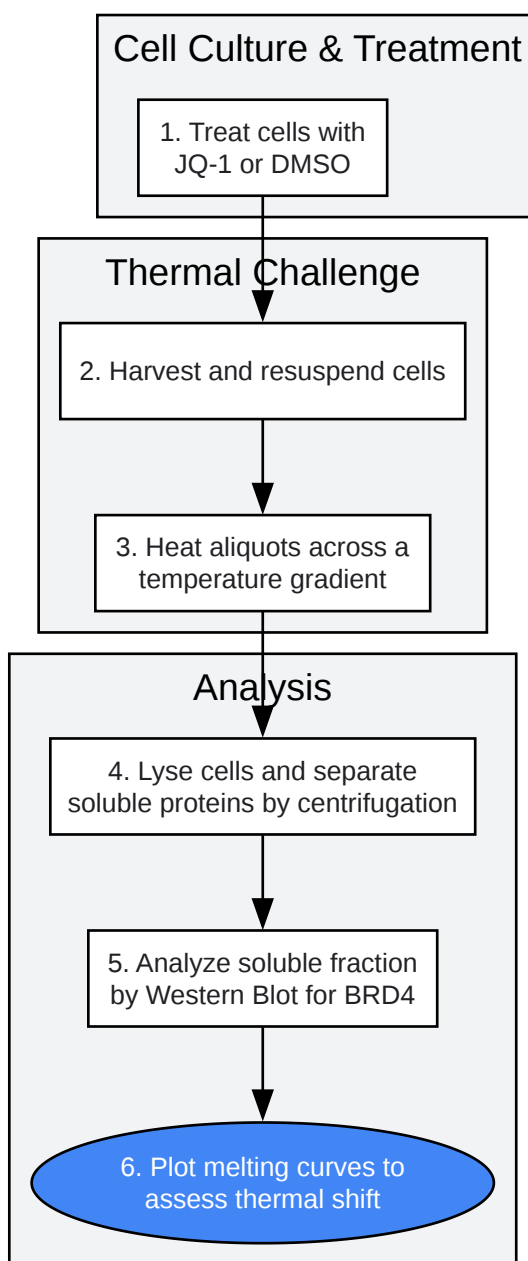 Cell Culture & Treatment
1. Treat cells with
JQ-1 or DMSO
Thermal Challenge
2. Harvest and resuspend cells
3. Heat aliquots across a
temperature gradient
Analysis
4. Lyse cells and separate
soluble proteins by centrifugation
5. Analyze soluble fraction
by Western Blot for BRD4
6. Plot melting curves to
assess thermal shift